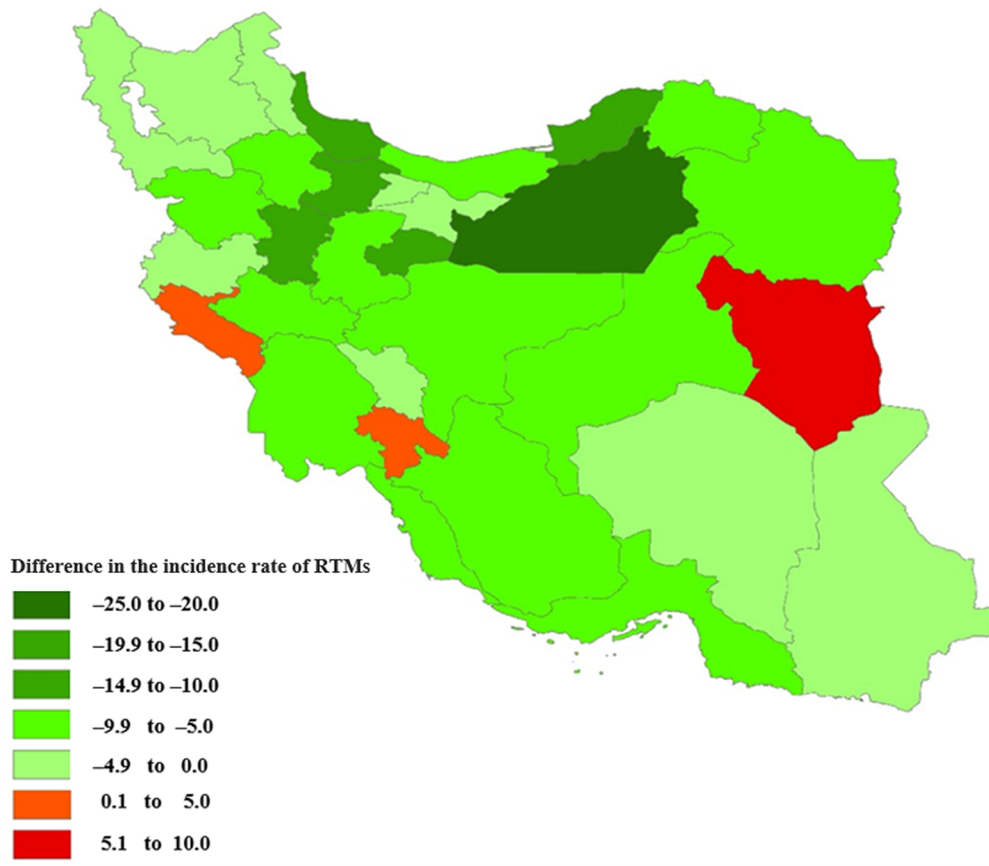 Difference in the incidence rate of RTMs
–25.0 to –20.0
–19.9 to –15.0
–14.9 to –10.0
–9.9 to –5.0
–4.9 to 0.0
0.1 to 5.0
5.1 to 10.0